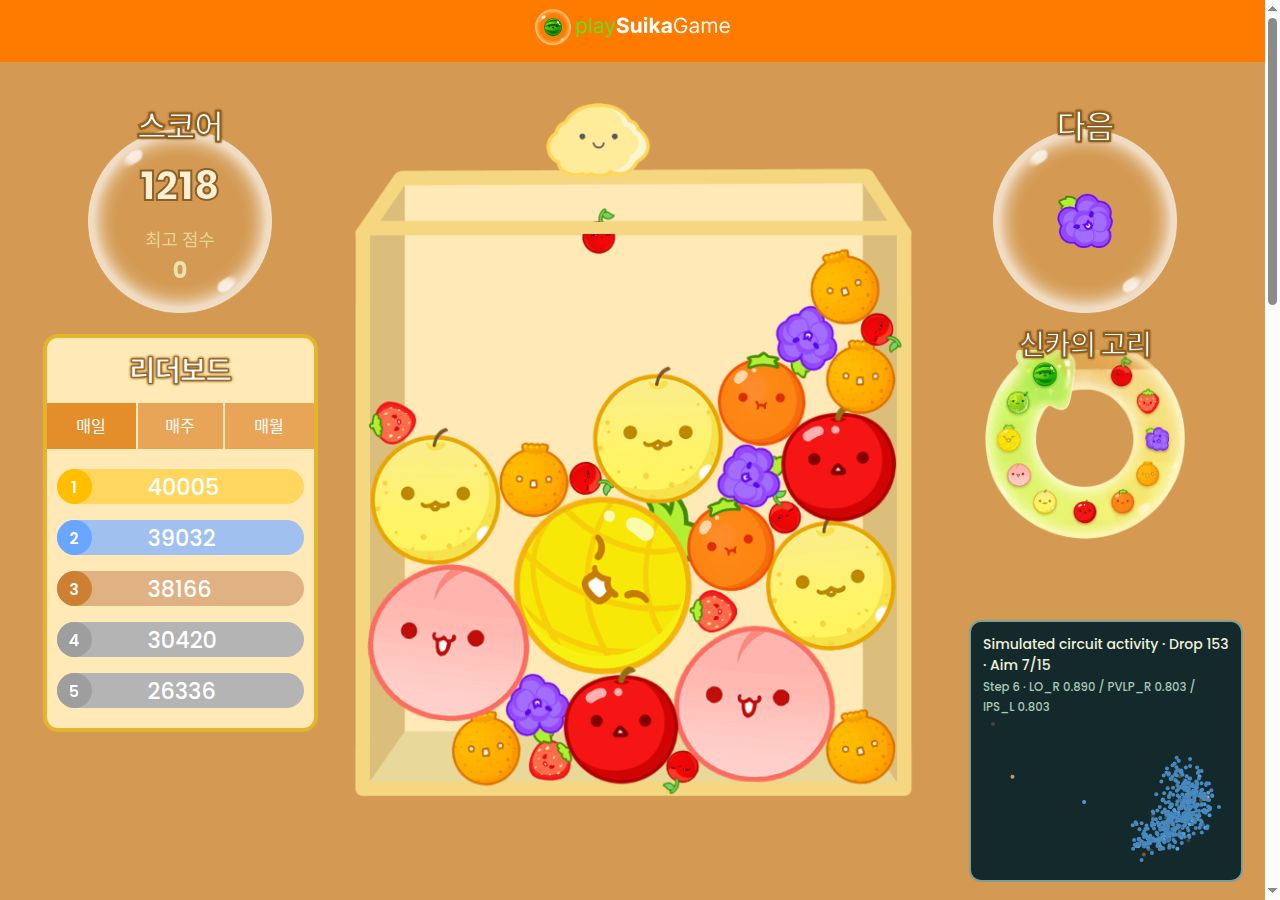 playSuikaGame
스코어
1218
최고 점수
0
리더보드
매일 매주 매월
1 40005
2 39032
3 38166
4 30420
5 26336
다음
신카의 고리
Simulated circuit activity · Drop 153
· Aim 7/15
Step 6 · LO_R 0.890 / PVLP_R 0.803 /
IPS_L 0.803